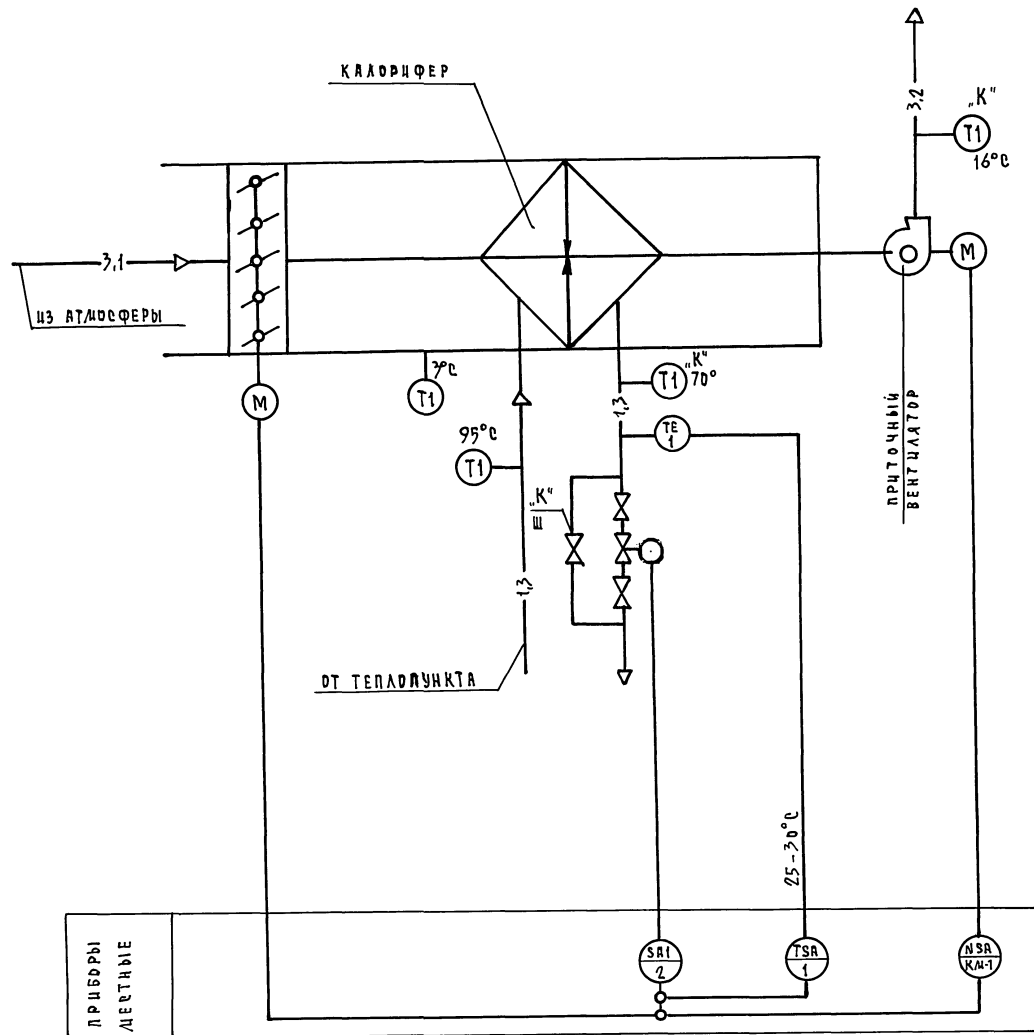 КАЛОРИФЕР
3,2
„К“
Т1
16°С
3,1
М
ИЗ АТМОСФЕРЫ
М
3°С
Т1
„К“
Т1
70°
1,3
ТЕ
1
95°С
Т1
„К“
Ш
1,3
ПРИТОЧНЫЙ
ВЕНТИЛЯТОР
ОТ ТЕПЛОПУНКТА
25-30°С
ПРИБОРЫ
МЕСТНЫЕ
SA1
2
TSA
1
NSA
КМ-1